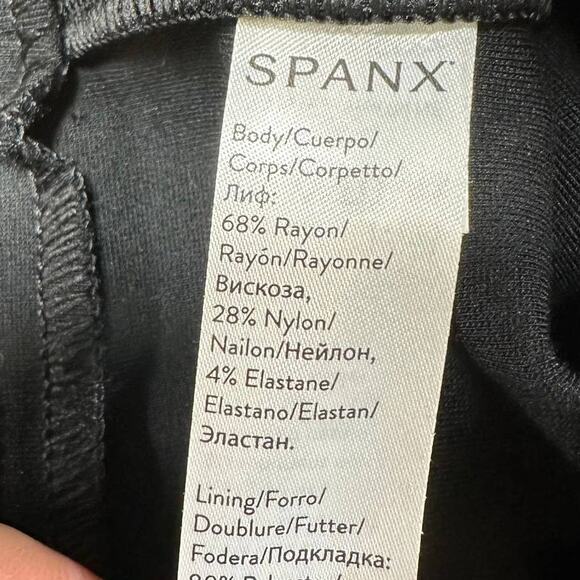 SPANX
Body/Cuerpo/
Corps/Corpetto/
Лиф:
68% Rayon/
Rayón/Rayonne/
Вискоза,
28% Nylon/
Nailon/Нейлон,
4% Elastane/
Elastano/Elastan/
Эластан.
Lining/Forro/
Doublure/Futter/
Fodera/Подкладка: